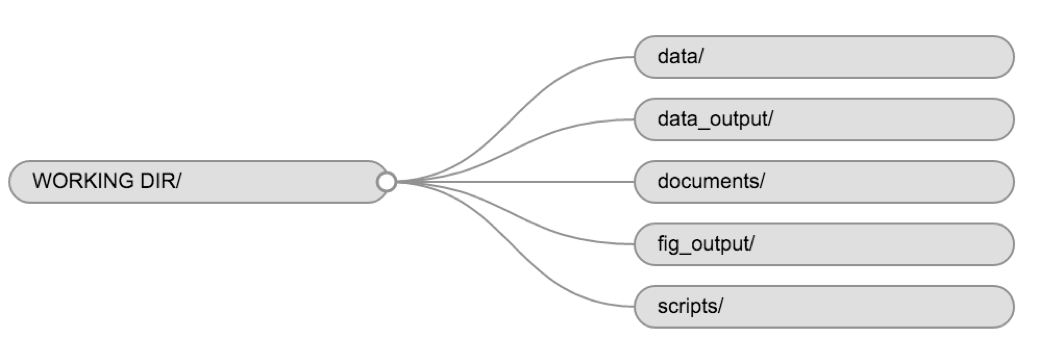 WORKING DIR/
data/
data_output/
documents/
fig_output/
scripts/